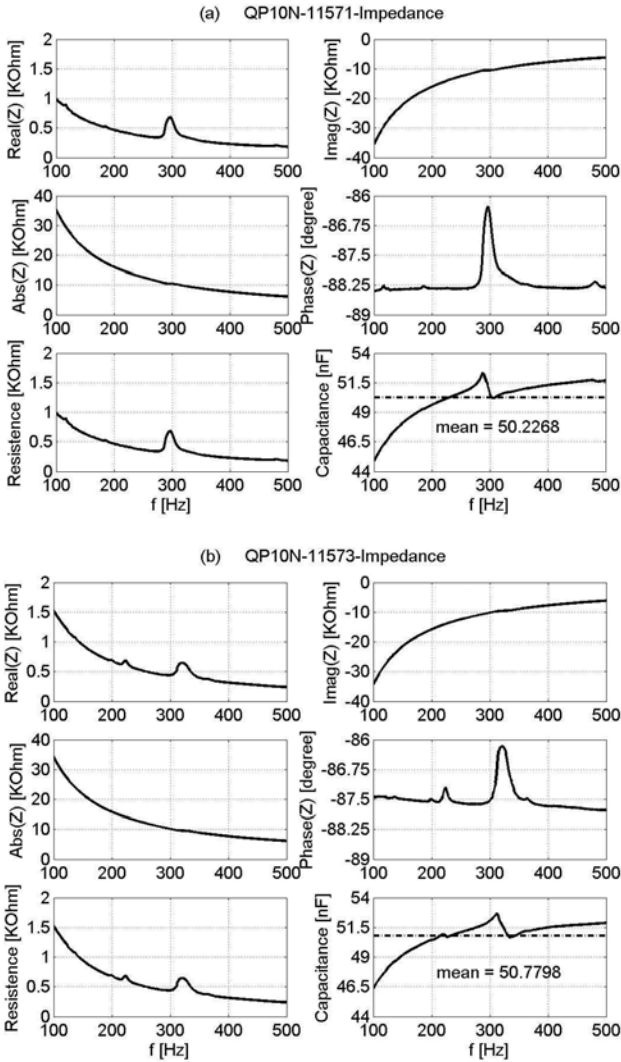 (a) QP10N-11571-Impedance
Real(Z) [KOhm]
2
1.5
1
0.5
0
100 200 300 400 500
Imag(Z) [KOhm]
0
-10
-20
-30
-40
100 200 300 400 500
Abs(Z) [KOhm]
40
30
20
10
0
100 200 300 400 500
Phase(Z) [degree]
-86
-86.75
-87.5
-88.25
-89
100 200 300 400 500
Resistence [KOhm]
2
1.5
1
0.5
0
100 200 300 400 500
f [Hz]
Capacitance [nF]
54
51.5
49
46.5
44
mean = 50.2268
100 200 300 400 500
f [Hz]
(b) QP10N-11573-Impedance
Real(Z) [KOhm]
2
1.5
1
0.5
0
100 200 300 400 500
Imag(Z) [KOhm]
0
-10
-20
-30
-40
100 200 300 400 500
Abs(Z) [KOhm]
40
30
20
10
0
100 200 300 400 500
Phase(Z) [degree]
-86
-86.75
-87.5
-88.25
-89
100 200 300 400 500
Resistence [KOhm]
2
1.5
1
0.5
0
100 200 300 400 500
f [Hz]
Capacitance [nF]
54
51.5
49
46.5
44
mean = 50.7798
100 200 300 400 500
f [Hz]